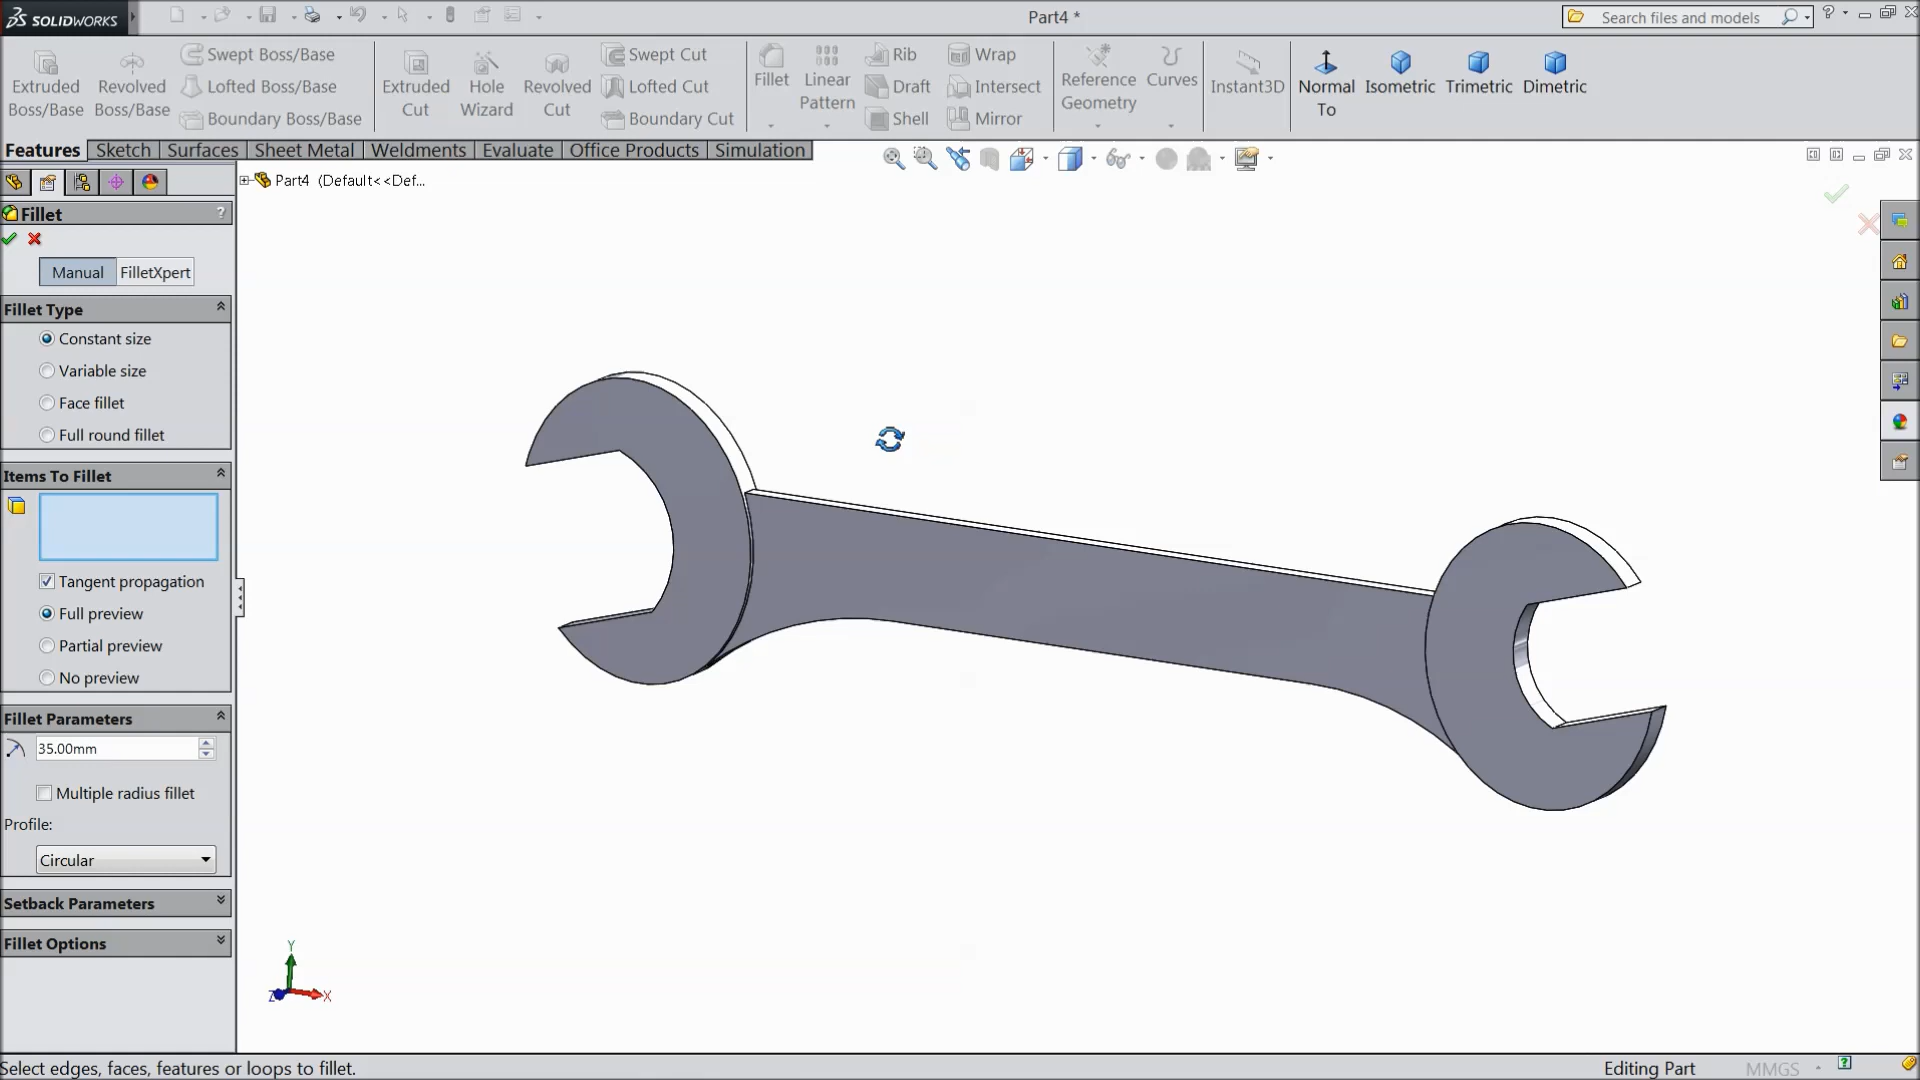 SOLIDWORKS
Part4 *
Search files and models
Extruded Boss/Base
Revolved Boss/Base
Swept Boss/Base
Lofted Boss/Base
Boundary Boss/Base
Extruded Cut
Hole Wizard
Revolved Cut
Swept Cut
Lofted Cut
Boundary Cut
Fillet
Linear Pattern
Rib
Draft
Shell
Wrap
Intersect
Mirror
Reference Geometry
Curves
Instant3D
Normal To
Isometric
Trimetric
Dimetric
Features
Sketch
Surfaces
Sheet Metal
Weldments
Evaluate
Office Products
Simulation
Part4 (Default<<Def...
Fillet
?
Manual
FilletXpert
Fillet Type
Constant size
Variable size
Face fillet
Full round fillet
Items To Fillet
Tangent propagation
Full preview
Partial preview
No preview
Fillet Parameters
35.00mm
Multiple radius fillet
Profile:
Circular
Setback Parameters
Fillet Options
Y
Z
X
Select edges, faces, features or loops to fillet.
Editing Part
MMGS